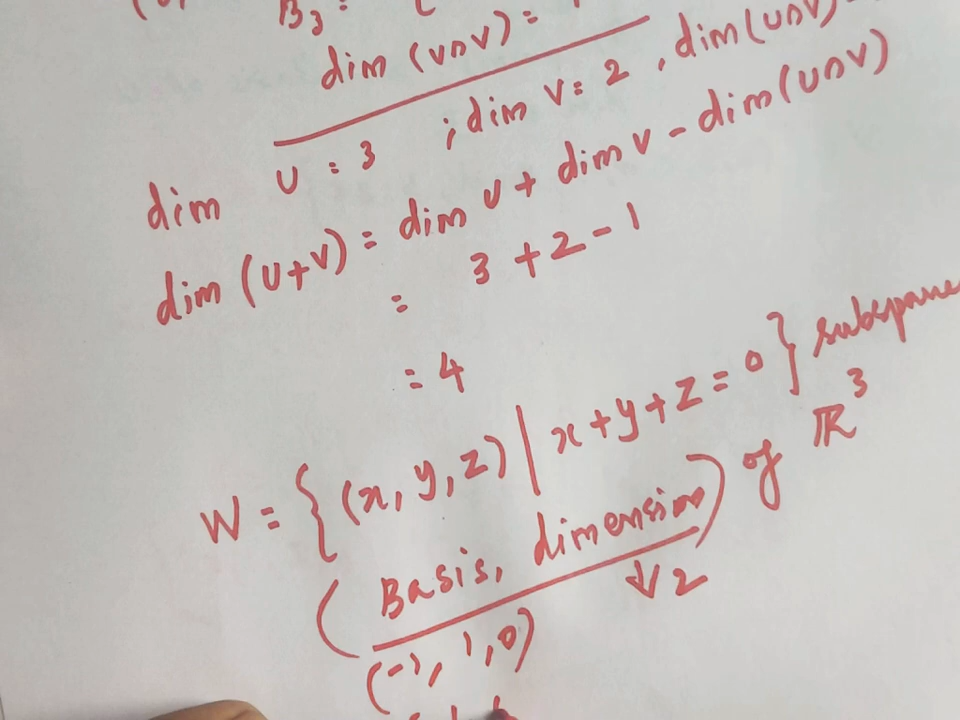 B3 : {
dim (U∩V) =
dim U = 3 ; dim V = 2 , dim(U∩V)
dim (U+V) = dim U + dim V - dim(U∩V)
= 3 + 2 - 1
= 4
W = { (x, y, z) | x+y+z = 0 } subspace
(Basis, dimension) of ℝ³
↓ 2
(-1, 1, 0)